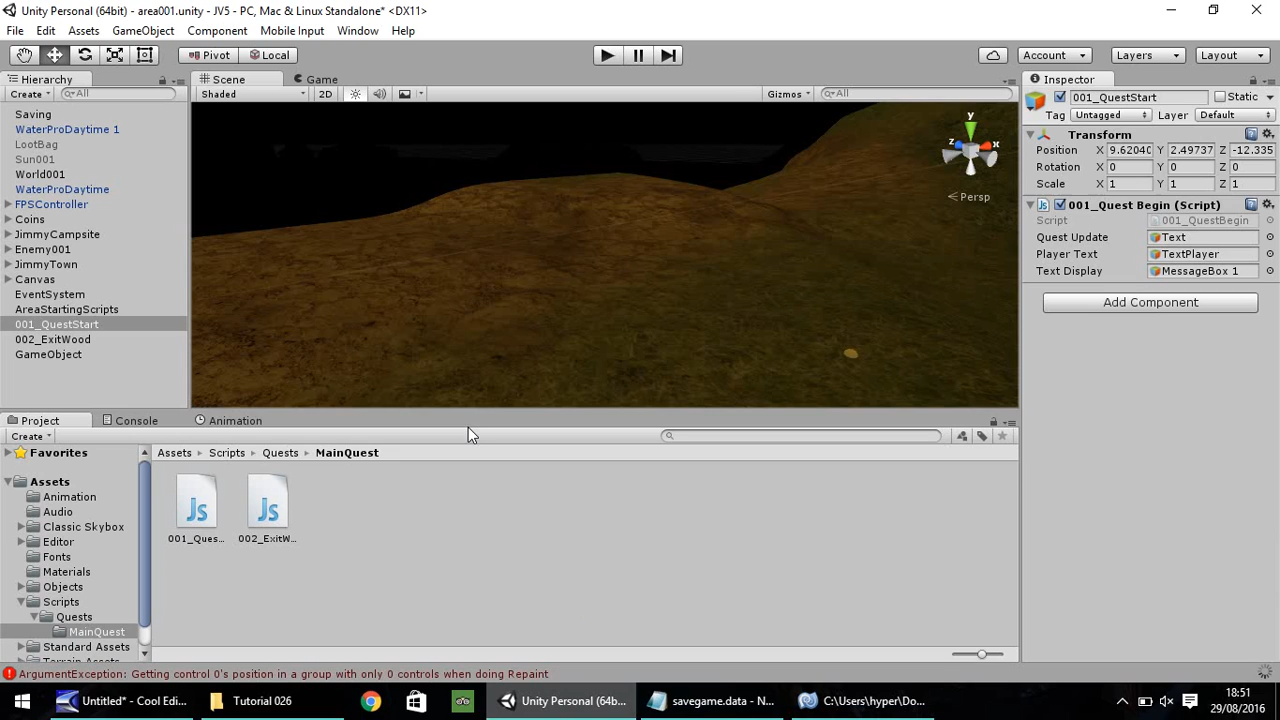 Unity Personal (64bit) - area001.unity - JV5 - PC, Mac & Linux Standalone* <DX11>
File Edit Assets GameObject Component Mobile Input Window Help
Pivot Local Account Layers Layout
Hierarchy Scene Game Inspector
Create All Shaded 2D Gizmos All 001_QuestStart Static
Saving Tag Untagged Layer Default
WaterProDaytime 1 y Transform
LootBag z x Position X 9.6204( Y 2.49737 Z -12.335
Sun001 Rotation X 0 Y 0 Z 0
World001 Scale X 1 Y 1 Z 1
WaterProDaytime Persp
FPSController 001_Quest Begin (Script)
Coins Script 001_QuestBegin
JimmyCampsite Quest Update Text
Enemy001 Player Text TextPlayer
JimmyTown Text Display MessageBox 1
Canvas
EventSystem Add Component
AreaStartingScripts
001_QuestStart
002_ExitWood
GameObject
Project Console Animation
Create
Favorites Assets Scripts Quests MainQuest
Assets
Animation
Audio
Classic Skybox
Editor Js Js
Fonts 001_Ques... 002_ExitW...
Materials
Objects
Scripts
Quests
MainQuest
Standard Assets
Terrain Assets
ArgumentException: Getting control 0's position in a group with only 0 controls when doing Repaint
Untitled* - Cool Edi... Tutorial 026 Unity Personal (64b... savegame.data - N... C:\Users\hyper\Do... 18:51
29/08/2016